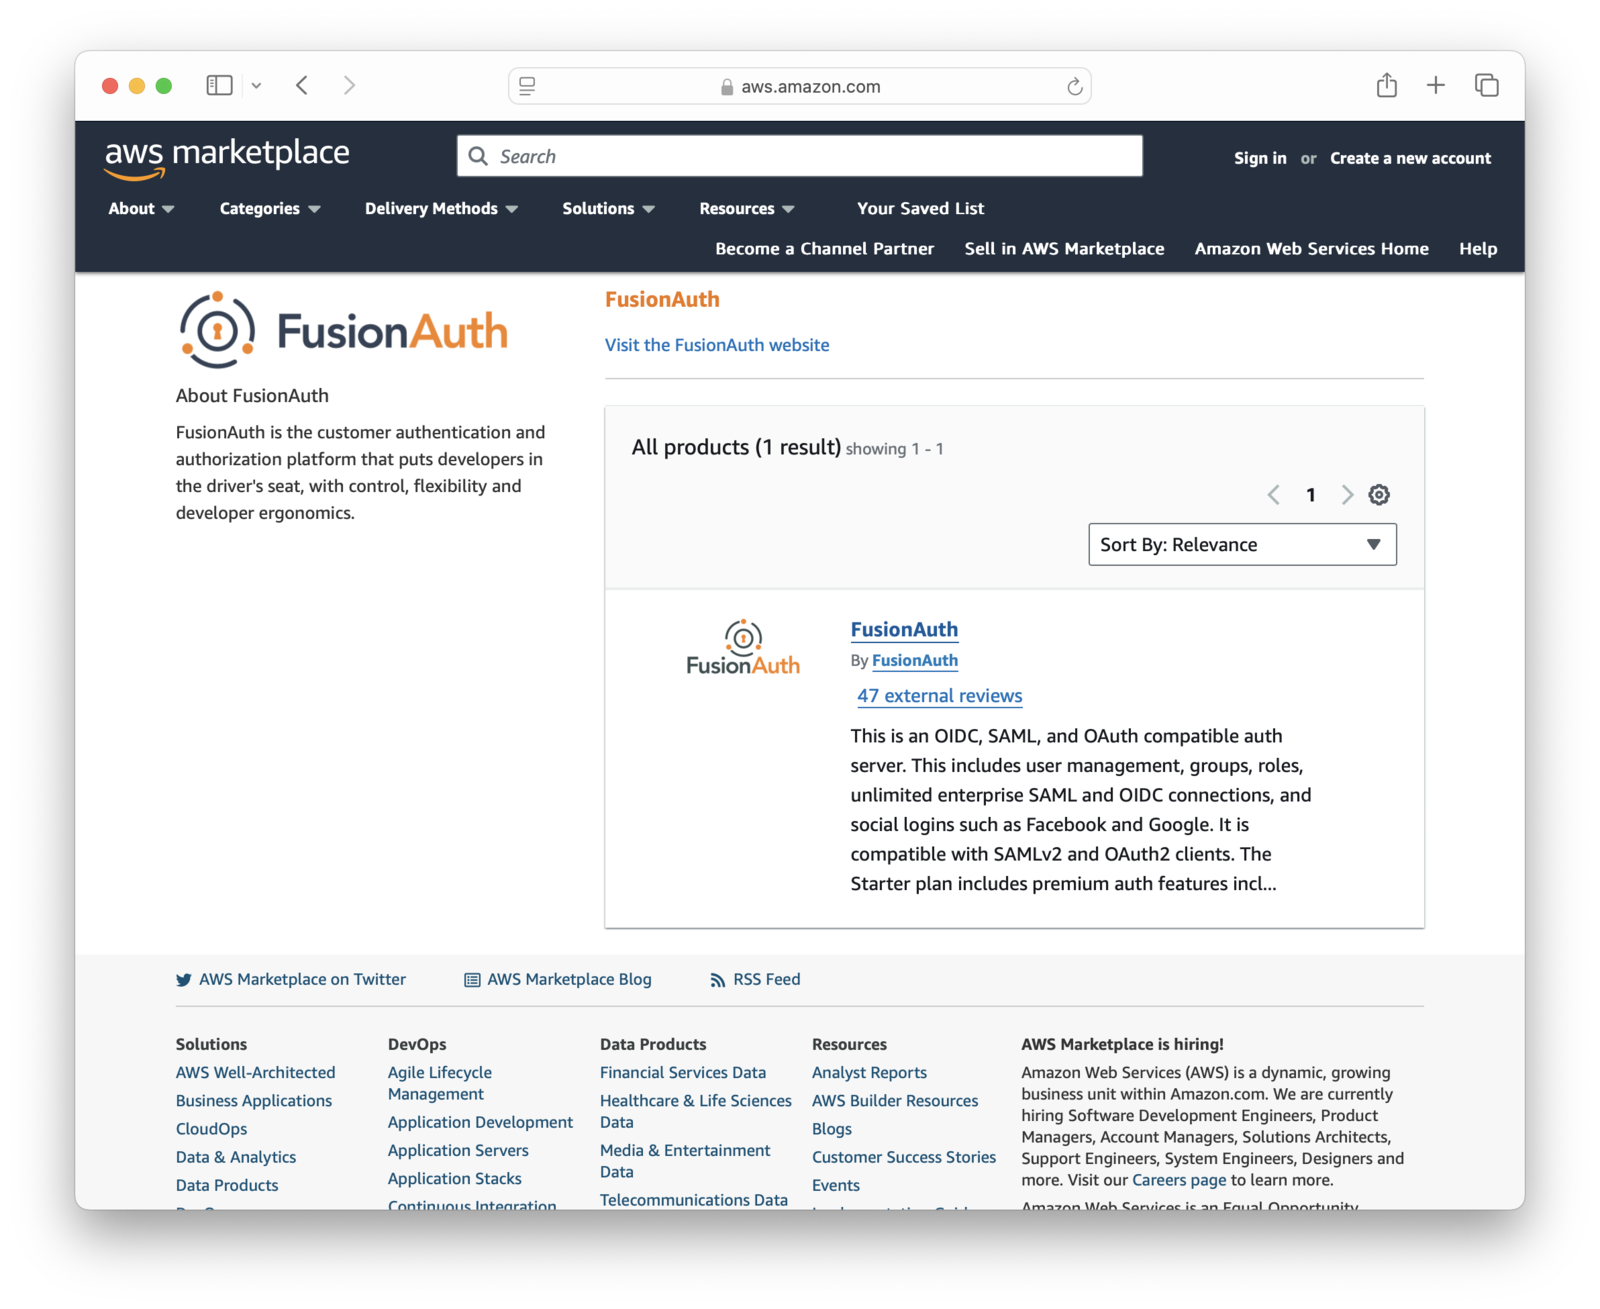 aws.amazon.com
aws marketplace
Search
Sign in or Create a new account
About Categories Delivery Methods Solutions Resources Your Saved List
Become a Channel Partner Sell in AWS Marketplace Amazon Web Services Home Help
FusionAuth
About FusionAuth
FusionAuth is the customer authentication and
authorization platform that puts developers in
the driver's seat, with control, flexibility and
developer ergonomics.
FusionAuth
Visit the FusionAuth website
All products (1 result) showing 1 - 1
1
Sort By: Relevance
FusionAuth
FusionAuth
By FusionAuth
47 external reviews
This is an OIDC, SAML, and OAuth compatible auth
server. This includes user management, groups, roles,
unlimited enterprise SAML and OIDC connections, and
social logins such as Facebook and Google. It is
compatible with SAMLv2 and OAuth2 clients. The
Starter plan includes premium auth features incl...
AWS Marketplace on Twitter AWS Marketplace Blog RSS Feed
Solutions
AWS Well-Architected
Business Applications
CloudOps
Data & Analytics
Data Products
DevOps
Agile Lifecycle
Management
Application Development
Application Servers
Application Stacks
Continuous Integration
Data Products
Financial Services Data
Healthcare & Life Sciences
Data
Media & Entertainment
Data
Telecommunications Data
Resources
Analyst Reports
AWS Builder Resources
Blogs
Customer Success Stories
Events
AWS Marketplace is hiring!
Amazon Web Services (AWS) is a dynamic, growing
business unit within Amazon.com. We are currently
hiring Software Development Engineers, Product
Managers, Account Managers, Solutions Architects,
Support Engineers, System Engineers, Designers and
more. Visit our Careers page to learn more.
Amazon Web Services is an Equal Opportunity